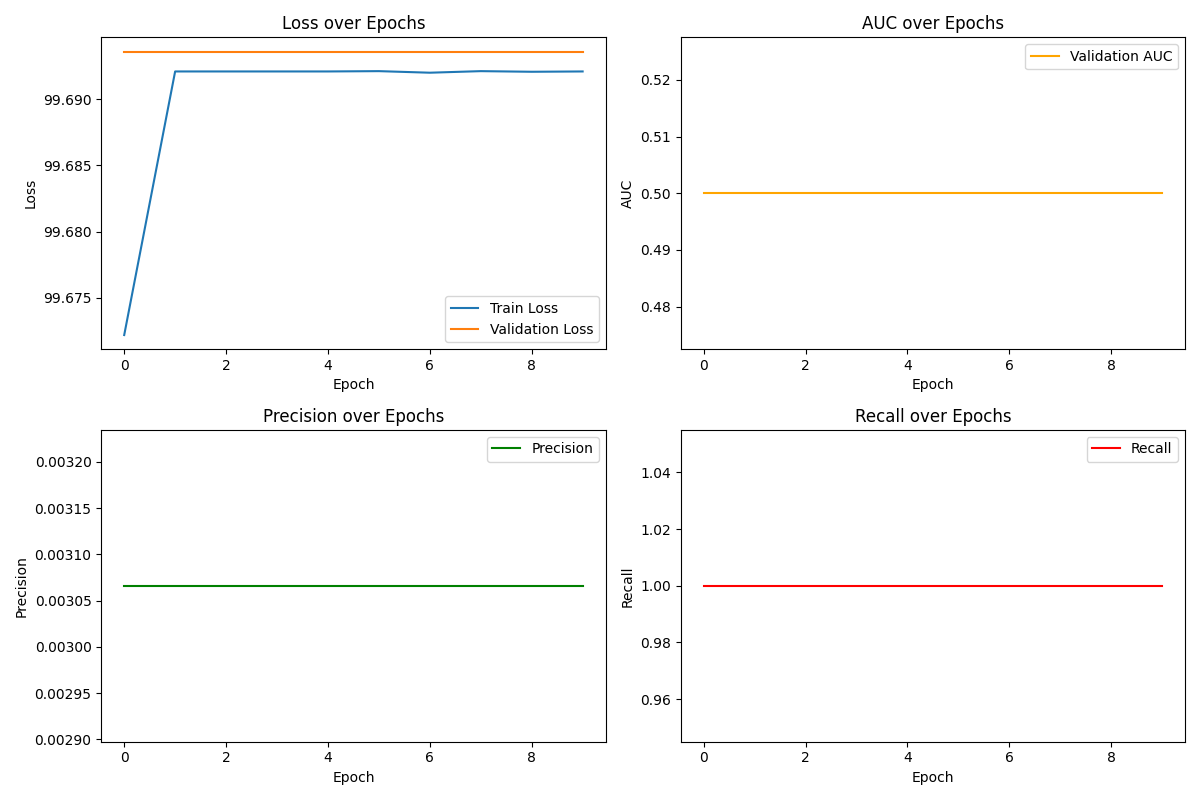 Loss over Epochs
99.690
99.685
99.680
99.675
Loss
0 2 4 6 8
Epoch
Train Loss
Validation Loss
AUC over Epochs
0.52
0.51
0.50
0.49
0.48
AUC
0 2 4 6 8
Epoch
Validation AUC
Precision over Epochs
0.00320
0.00315
0.00310
0.00305
0.00300
0.00295
0.00290
Precision
0 2 4 6 8
Epoch
Precision
Recall over Epochs
1.04
1.02
1.00
0.98
0.96
Recall
0 2 4 6 8
Epoch
Recall